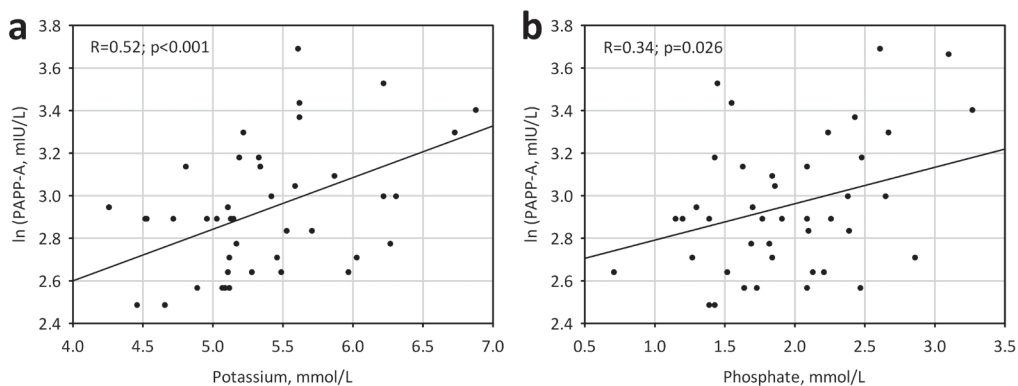 a
R=0.52; p<0.001
ln (PAPP-A, mIU/L)
3.8
3.6
3.4
3.2
3.0
2.8
2.6
2.4
4.0 4.5 5.0 5.5 6.0 6.5 7.0
Potassium, mmol/L
b
R=0.34; p=0.026
ln (PAPP-A, mIU/L)
3.8
3.6
3.4
3.2
3.0
2.8
2.6
2.4
0.5 1.0 1.5 2.0 2.5 3.0 3.5
Phosphate, mmol/L